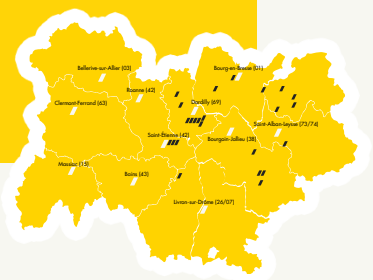 Bellerive-sur-Allier (03)
Bourg-en-Bresse (01)
Roanne (42)
Clermont-Ferrand (63)
Dardilly (69)
Saint-Alban-Leysse (73/74)
Saint-Étienne (42)
Bourgoin-Jallieu (38)
Massiac (15)
Bains (43)
Livron-sur-Drôme (26/07)